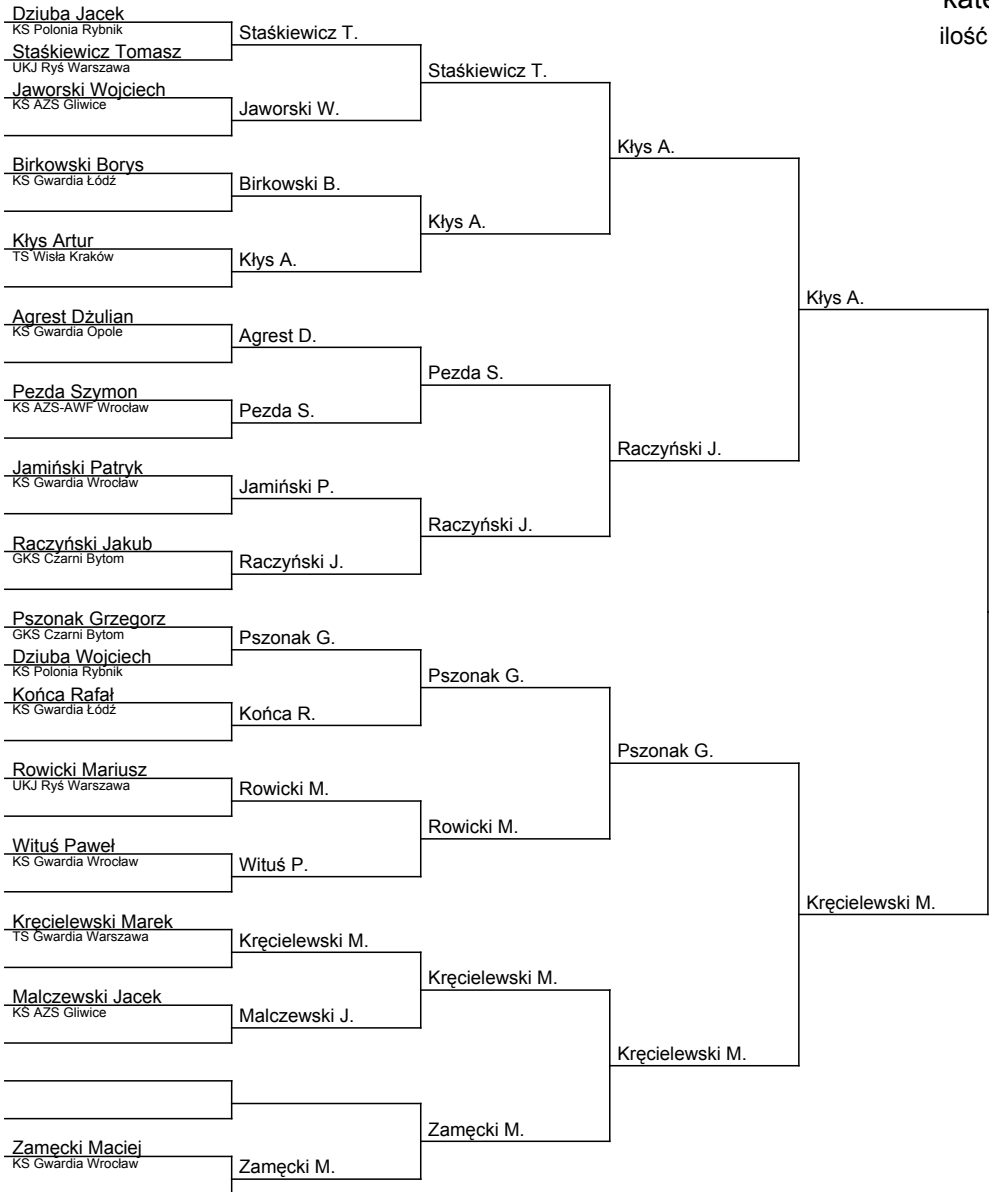 kate
ilość
Dziuba Jacek
KS Polonia Rybnik
Staśkiewicz Tomasz
UKJ Ryś Warszawa
Jaworski Wojciech
KS AZS Gliwice
Birkowski Borys
KS Gwardia Łódź
Kłys Artur
TS Wisła Kraków
Agrest Dżulian
KS Gwardia Opole
Pezda Szymon
KS AZS-AWF Wrocław
Jamiński Patryk
KS Gwardia Wrocław
Raczyński Jakub
GKS Czarni Bytom
Pszonak Grzegorz
GKS Czarni Bytom
Dziuba Wojciech
KS Polonia Rybnik
Końca Rafał
KS Gwardia Łódź
Rowicki Mariusz
UKJ Ryś Warszawa
Wituś Paweł
KS Gwardia Wrocław
Kręcielewski Marek
TS Gwardia Warszawa
Malczewski Jacek
KS AZS Gliwice
Zamęcki Maciej
KS Gwardia Wrocław
Staśkiewicz T.
Jaworski W.
Birkowski B.
Kłys A.
Agrest D.
Pezda S.
Jamiński P.
Raczyński J.
Pszonak G.
Końca R.
Rowicki M.
Wituś P.
Kręcielewski M.
Malczewski J.
Zamęcki M.
Staśkiewicz T.
Kłys A.
Pezda S.
Raczyński J.
Pszonak G.
Rowicki M.
Kręcielewski M.
Zamęcki M.
Kłys A.
Raczyński J.
Pszonak G.
Kręcielewski M.
Kłys A.
Kręcielewski M.